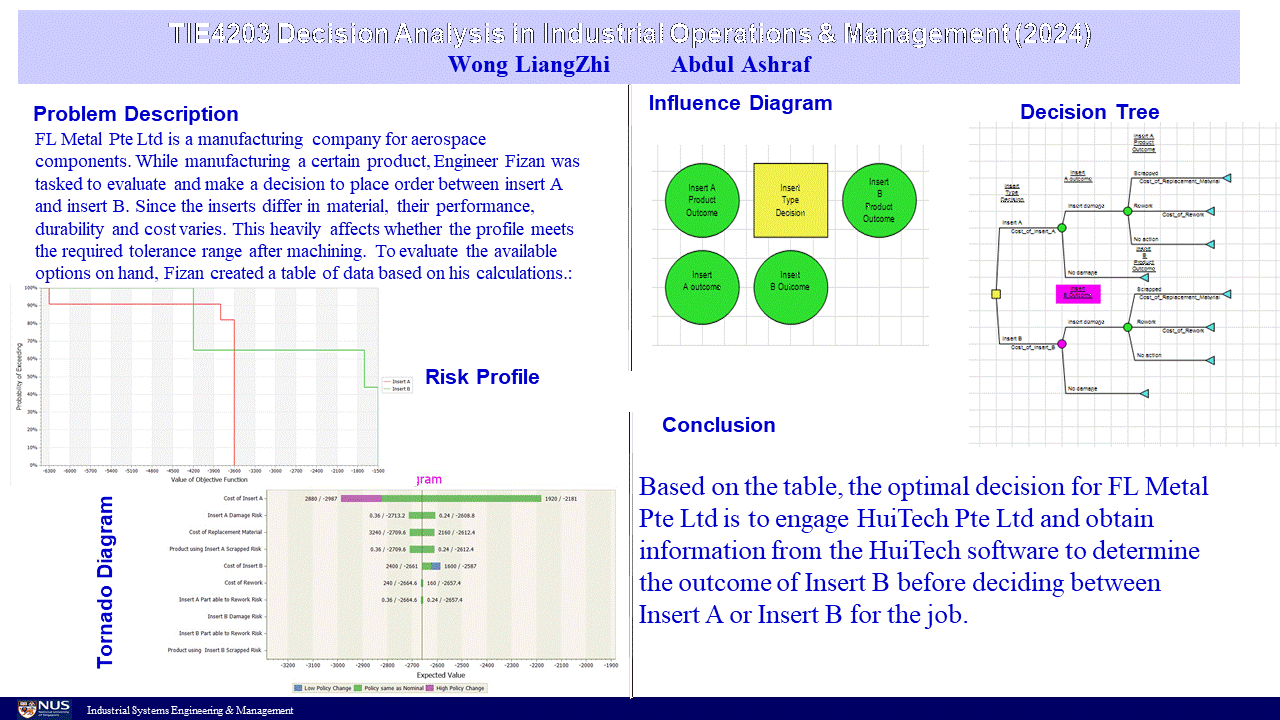 TIE4203 Decision Analysis in Industrial Operations & Management (2024)
Wong LiangZhi Abdul Ashraf
Problem Description
FL Metal Pte Ltd is a manufacturing company for aerospace
components. While manufacturing a certain product, Engineer Fizan was
tasked to evaluate and make a decision to place order between insert A
and insert B. Since the inserts differ in material, their performance,
durability and cost varies. This heavily affects whether the profile meets
the required tolerance range after machining. To evaluate the available
options on hand, Fizan created a table of data based on his calculations.:
100%
90%
80%
70%
60%
50%
40%
30%
20%
10%
0%
Probability of Exceeding
-6300 -6000 -5700 -5400 -5100 -4800 -4500 -4200 -3900 -3600 -3300 -3000 -2700 -2400 -2100 -1800 -1500
Value of Objective Function
Insert A
Insert B
Risk Profile
Tornado Diagram
gram
Cost of Insert A 2880 / -2987 1920 / -2181
Insert A Damage Risk 0.36 / -2713.2 0.24 / -2608.8
Cost of Replacement Material 3240 / -2709.6 2160 / -2612.4
Product using Insert A Scrapped Risk 0.36 / -2709.6 0.24 / -2612.4
Cost of Insert B 2400 / -2661 1600 / -2587
Cost of Rework 240 / -2664.6 160 / -2657.4
Insert A Part able to Rework Risk 0.36 / -2664.6 0.24 / -2657.4
Insert B Damage Risk
Insert B Part able to Rework Risk
Product using Insert B Scrapped Risk
-3200 -3100 -3000 -2900 -2800 -2700 -2600 -2500 -2400 -2300 -2200 -2100 -2000 -1900
Expected Value
Low Policy Change Policy same as Nominal High Policy Change
Influence Diagram
Insert A
Product
Outcome
Insert
Type
Decision
Insert
B
Product
Outcome
Insert
A outcome
Insert
B Outcome
Decision Tree
Insert A
Product
Outcome
Insert
A outcome
Insert
Type
Decision
Scrapped
Cost_of_Replacement_Material
Insert damage
Rework
Cost_of_Rework
Insert A
Cost_of_Insert_A
No action
Insert
B
Product
Outcome
No damage
Insert
B Outcome
Scrapped
Cost_of_Replacement_Material
Insert damage
Rework
Cost_of_Rework
Insert B
Cost_of_Insert_B
No action
No damage
Conclusion
Based on the table, the optimal decision for FL Metal
Pte Ltd is to engage HuiTech Pte Ltd and obtain
information from the HuiTech software to determine
the outcome of Insert B before deciding between
Insert A or Insert B for the job.
NUS
National University
of Singapore
Industrial Systems Engineering & Management